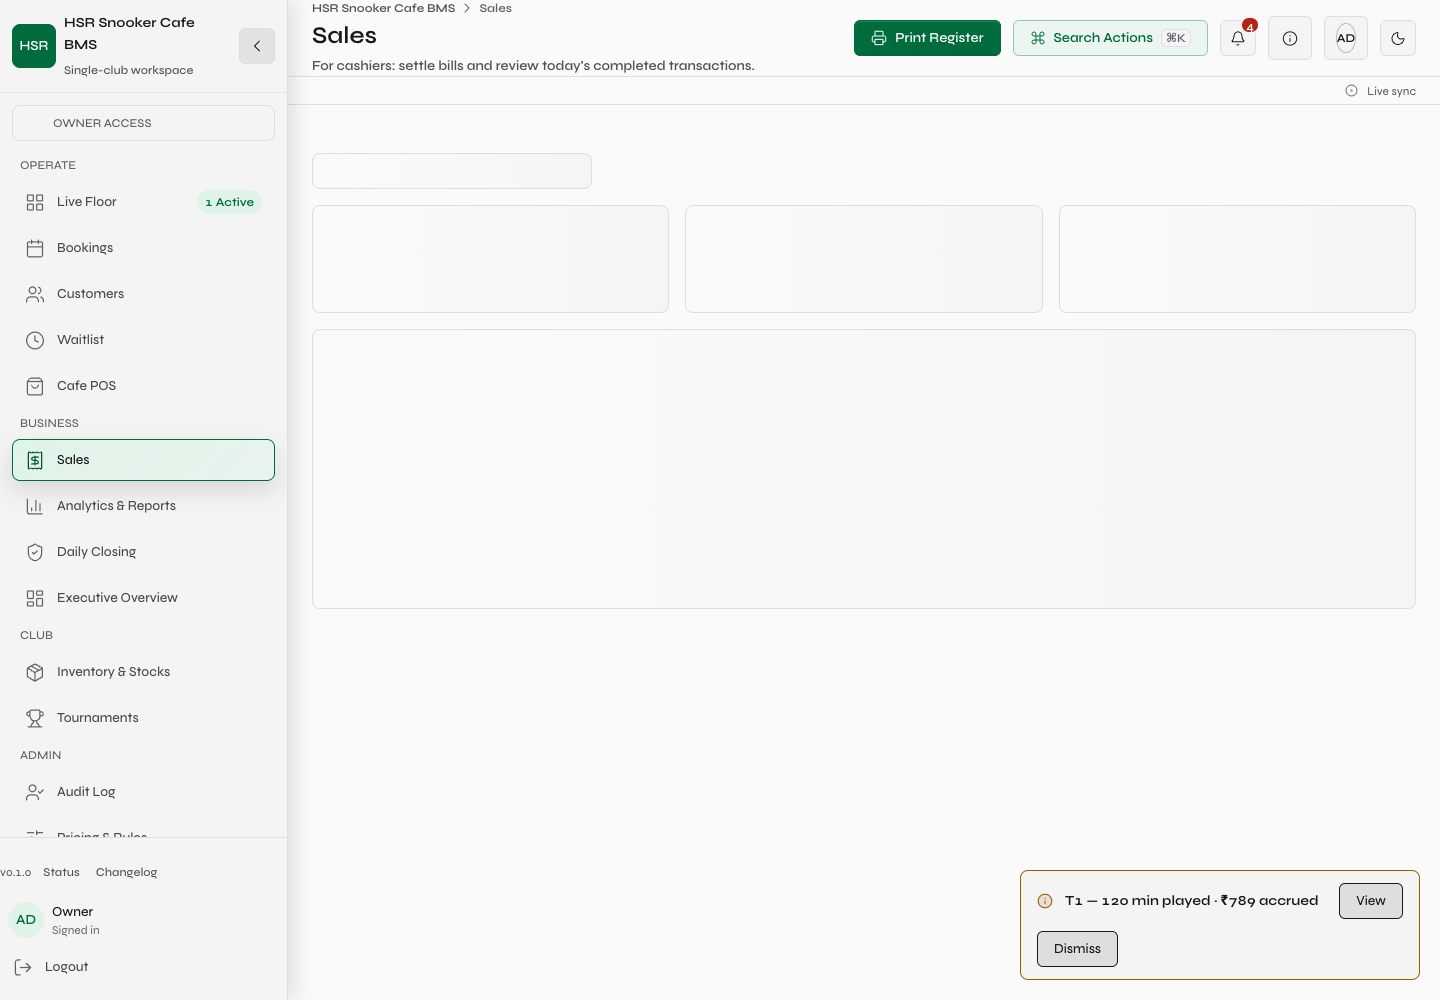 HSR
HSR Snooker Cafe
BMS
Single-club workspace
OWNER ACCESS
OPERATE
Live Floor
1 Active
Bookings
Customers
Waitlist
Cafe POS
BUSINESS
Sales
Analytics & Reports
Daily Closing
Executive Overview
CLUB
Inventory & Stocks
Tournaments
ADMIN
Audit Log
Pricing & Rules
v0.1.0 Status Changelog
AD
Owner
Signed in
Logout
HSR Snooker Cafe BMS > Sales
Sales
For cashiers: settle bills and review today's completed transactions.
Print Register
Search Actions ⌘K
4
AD
Live sync
T1 — 120 min played · ₹789 accrued
View
Dismiss